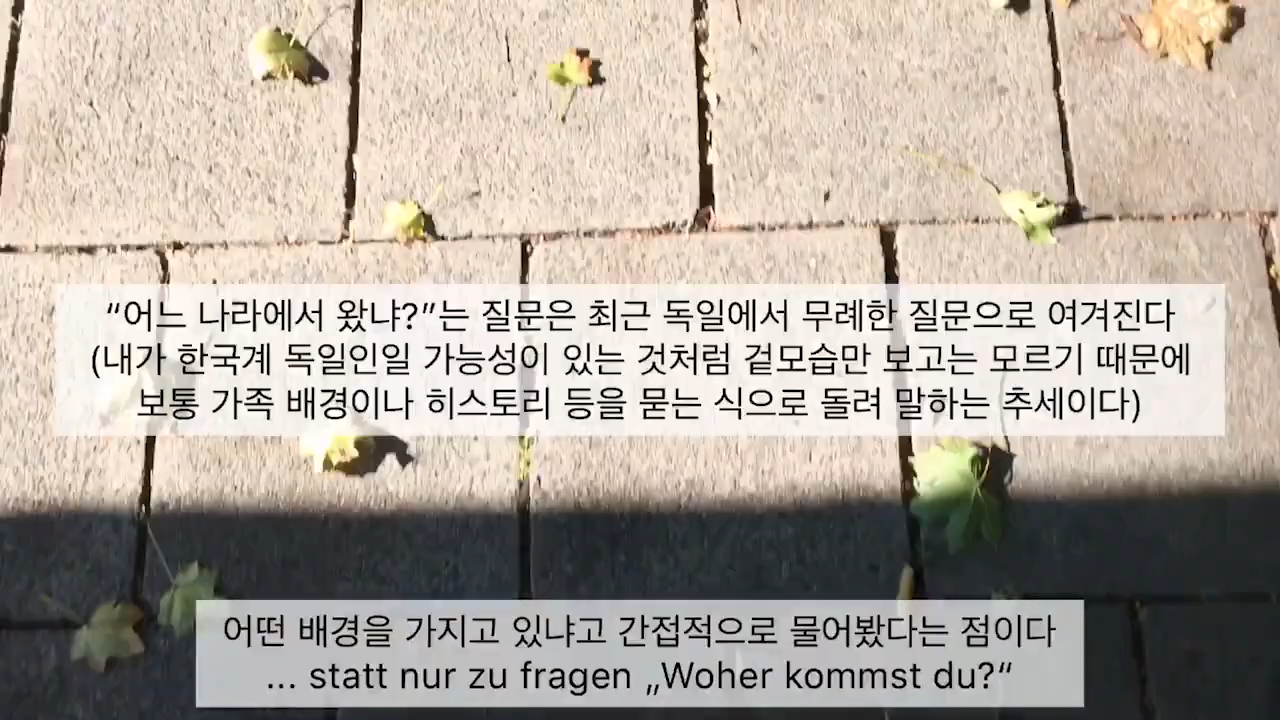 “어느 나라에서 왔냐?”는 질문은 최근 독일에서 무례한 질문으로 여겨진다
(내가 한국계 독일인일 가능성이 있는 것처럼 겉모습만 보고는 모르기 때문에
보통 가족 배경이나 히스토리 등을 묻는 식으로 돌려 말하는 추세이다)
어떤 배경을 가지고 있냐고 간접적으로 물어봤다는 점이다
... statt nur zu fragen „Woher kommst du?“